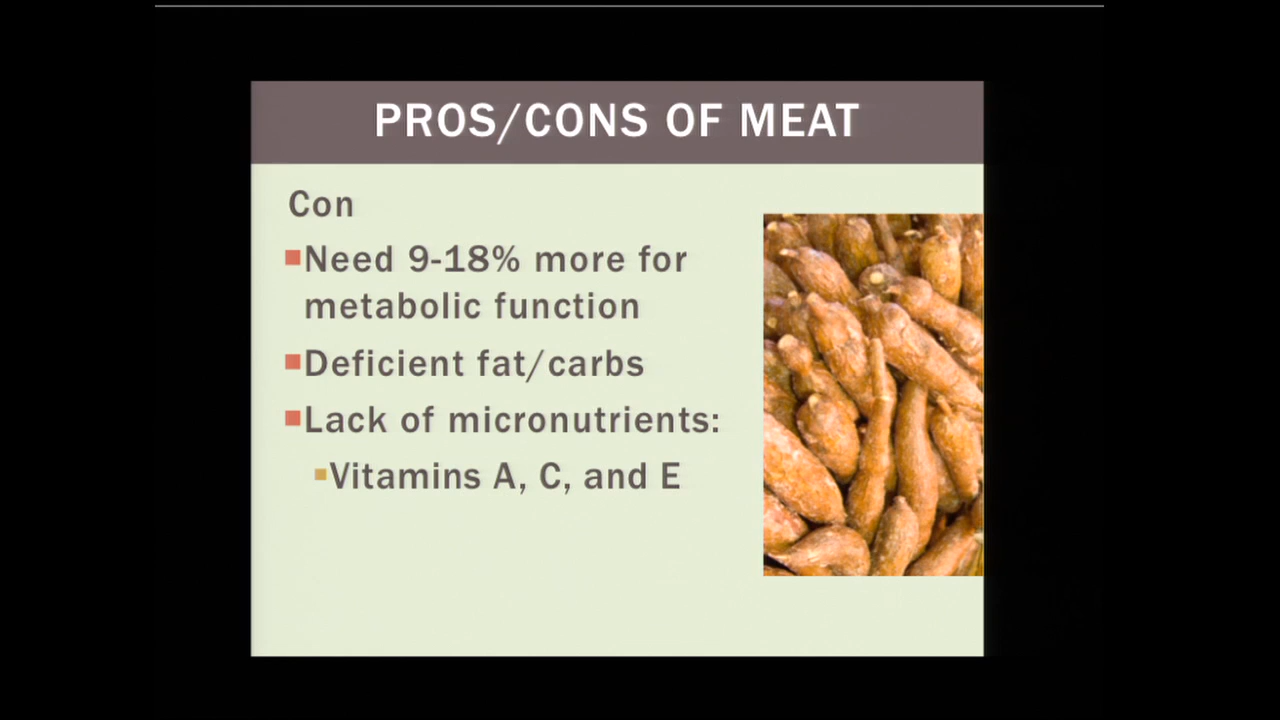 PROS/CONS OF MEAT
Con
Need 9-18% more for
metabolic function
Deficient fat/carbs
Lack of micronutrients:
Vitamins A, C, and E